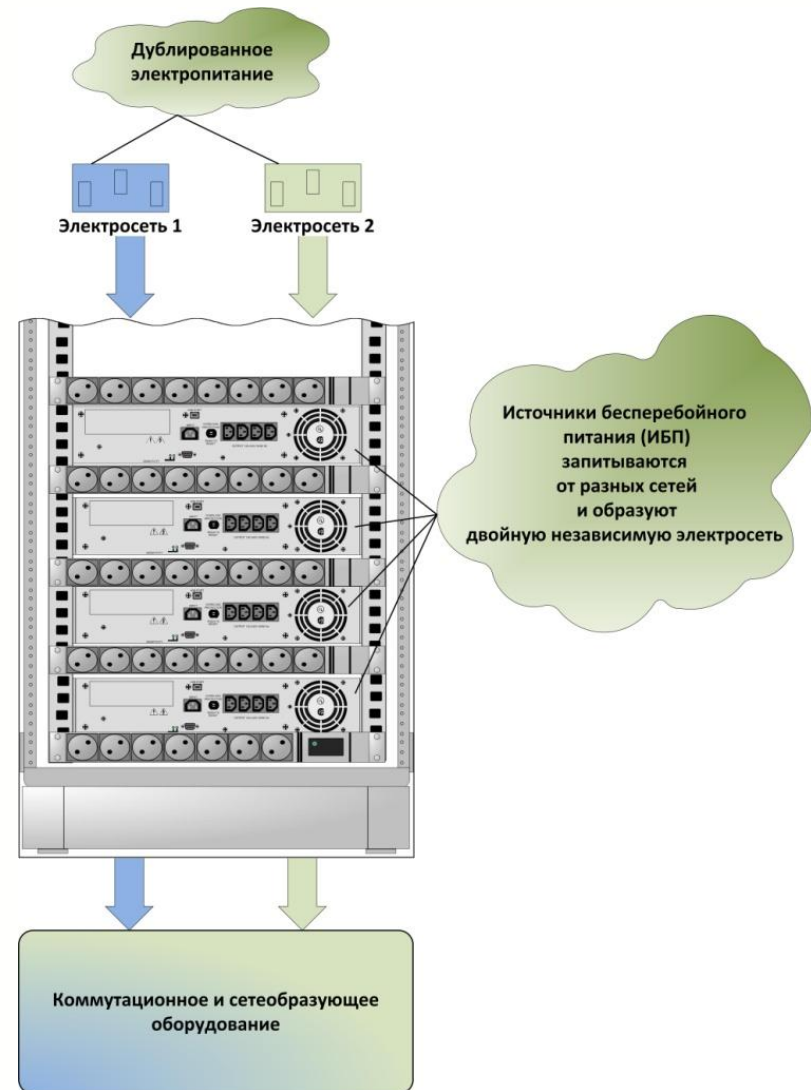 Дублированное
электропитание
Электросеть 1
Электросеть 2
Источники бесперебойного
питания (ИБП)
запитываются
от разных сетей
и образуют
двойную независимую электросеть
Коммутационное и сетеобразующее
оборудование